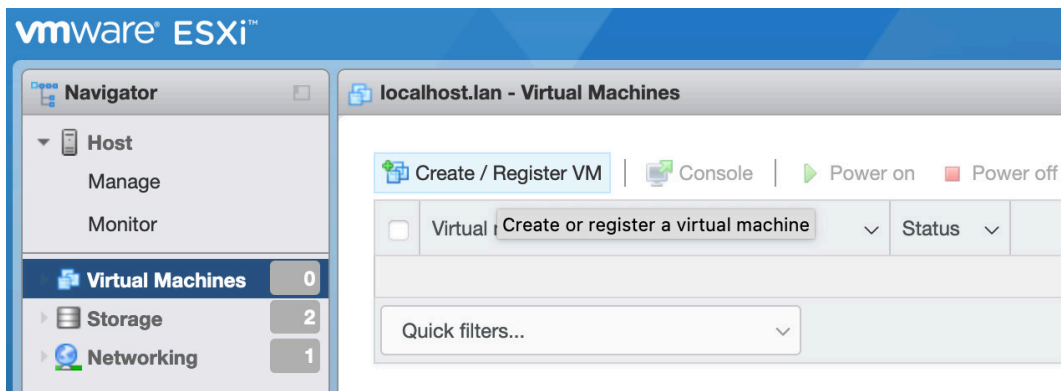 vmware® ESXi™
Navigator
Host
Manage
Monitor
Virtual Machines 0
Storage 2
Networking 1
localhost.lan - Virtual Machines
Create / Register VM Console Power on Power off
Virtual Create or register a virtual machine Status
Quick filters...